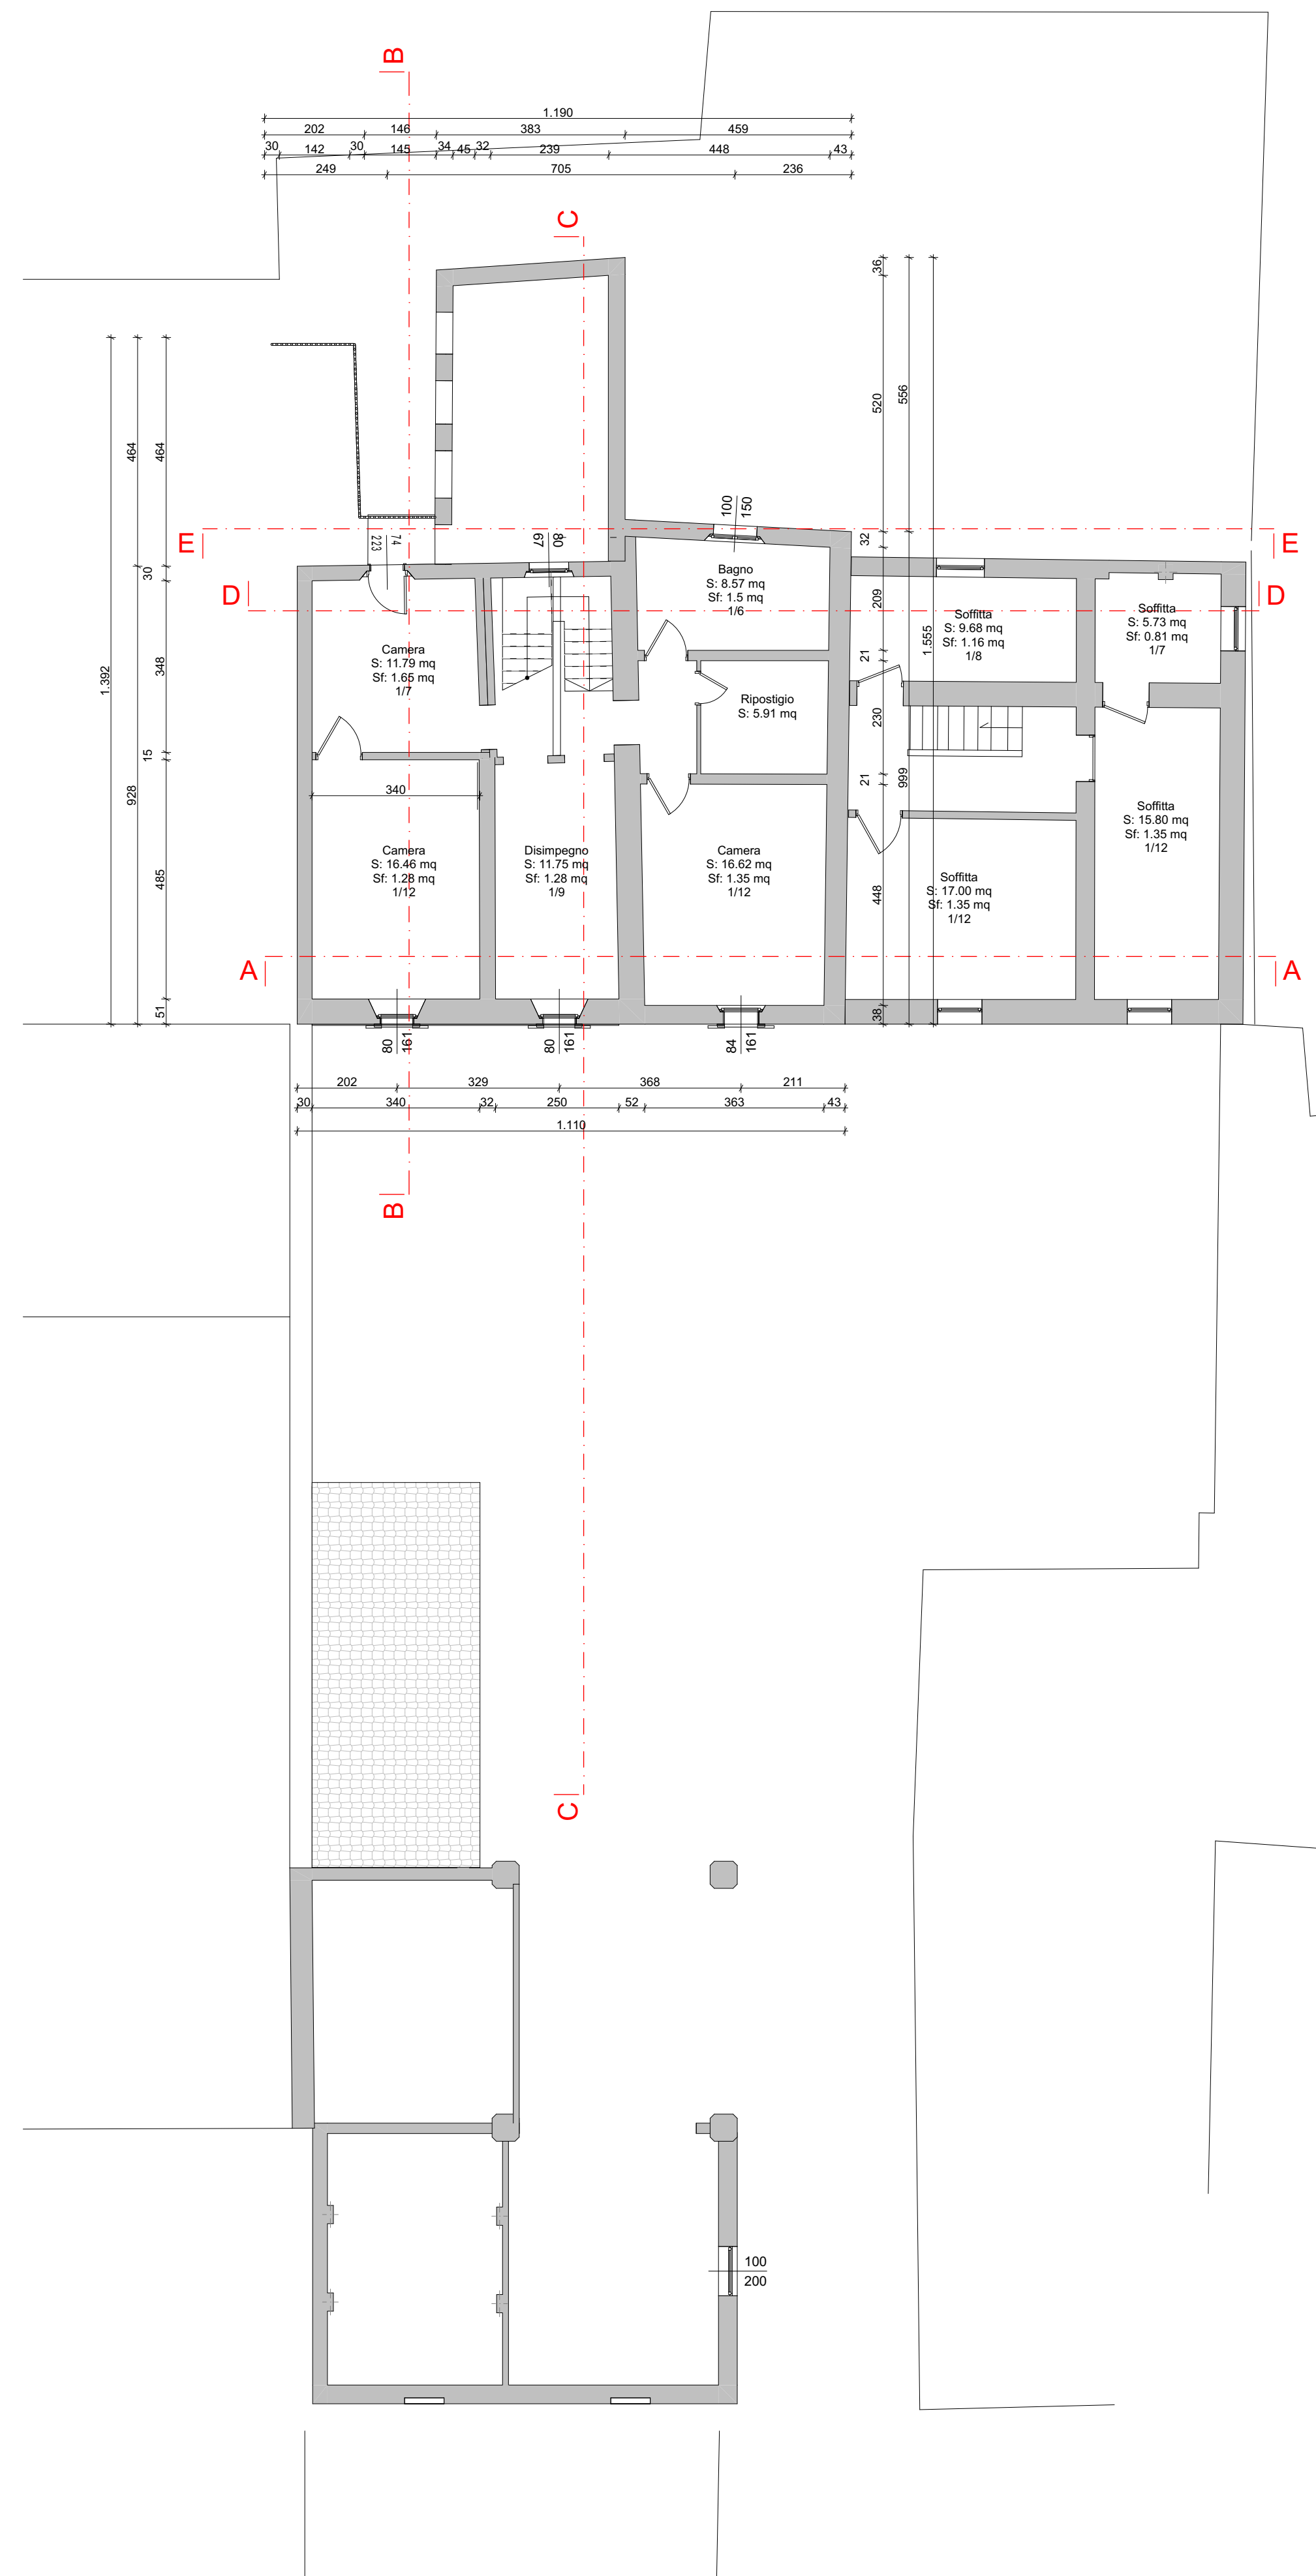 B
1.190
202 146 383 459
30 142 30 145 34 45 32 239 448 43
249 705 236
C
36
520
556
464
464
1.392
928
30
348
15
485
51
E
E
D
D
74
223
67
80
100
150
32
209
21
230
21
448
38
999
1.555
Bagno
S: 8.57 mq
Sf: 1.5 mq
1/6
Camera
S: 11.79 mq
Sf: 1.65 mq
1/7
Ripostigio
S: 5.91 mq
Soffitta
S: 9.68 mq
Sf: 1.16 mq
1/8
Soffitta
S: 5.73 mq
Sf: 0.81 mq
1/7
340
Camera
S: 16.46 mq
Sf: 1.28 mq
1/12
Disimpegno
S: 11.75 mq
Sf: 1.28 mq
1/9
Camera
S: 16.62 mq
Sf: 1.35 mq
1/12
Soffitta
S: 17.00 mq
Sf: 1.35 mq
1/12
Soffitta
S: 15.80 mq
Sf: 1.35 mq
1/12
A
A
80
161
80
161
84
161
202 329 368 211
30 340 32 250 52 363 43
1.110
B
C
100
200